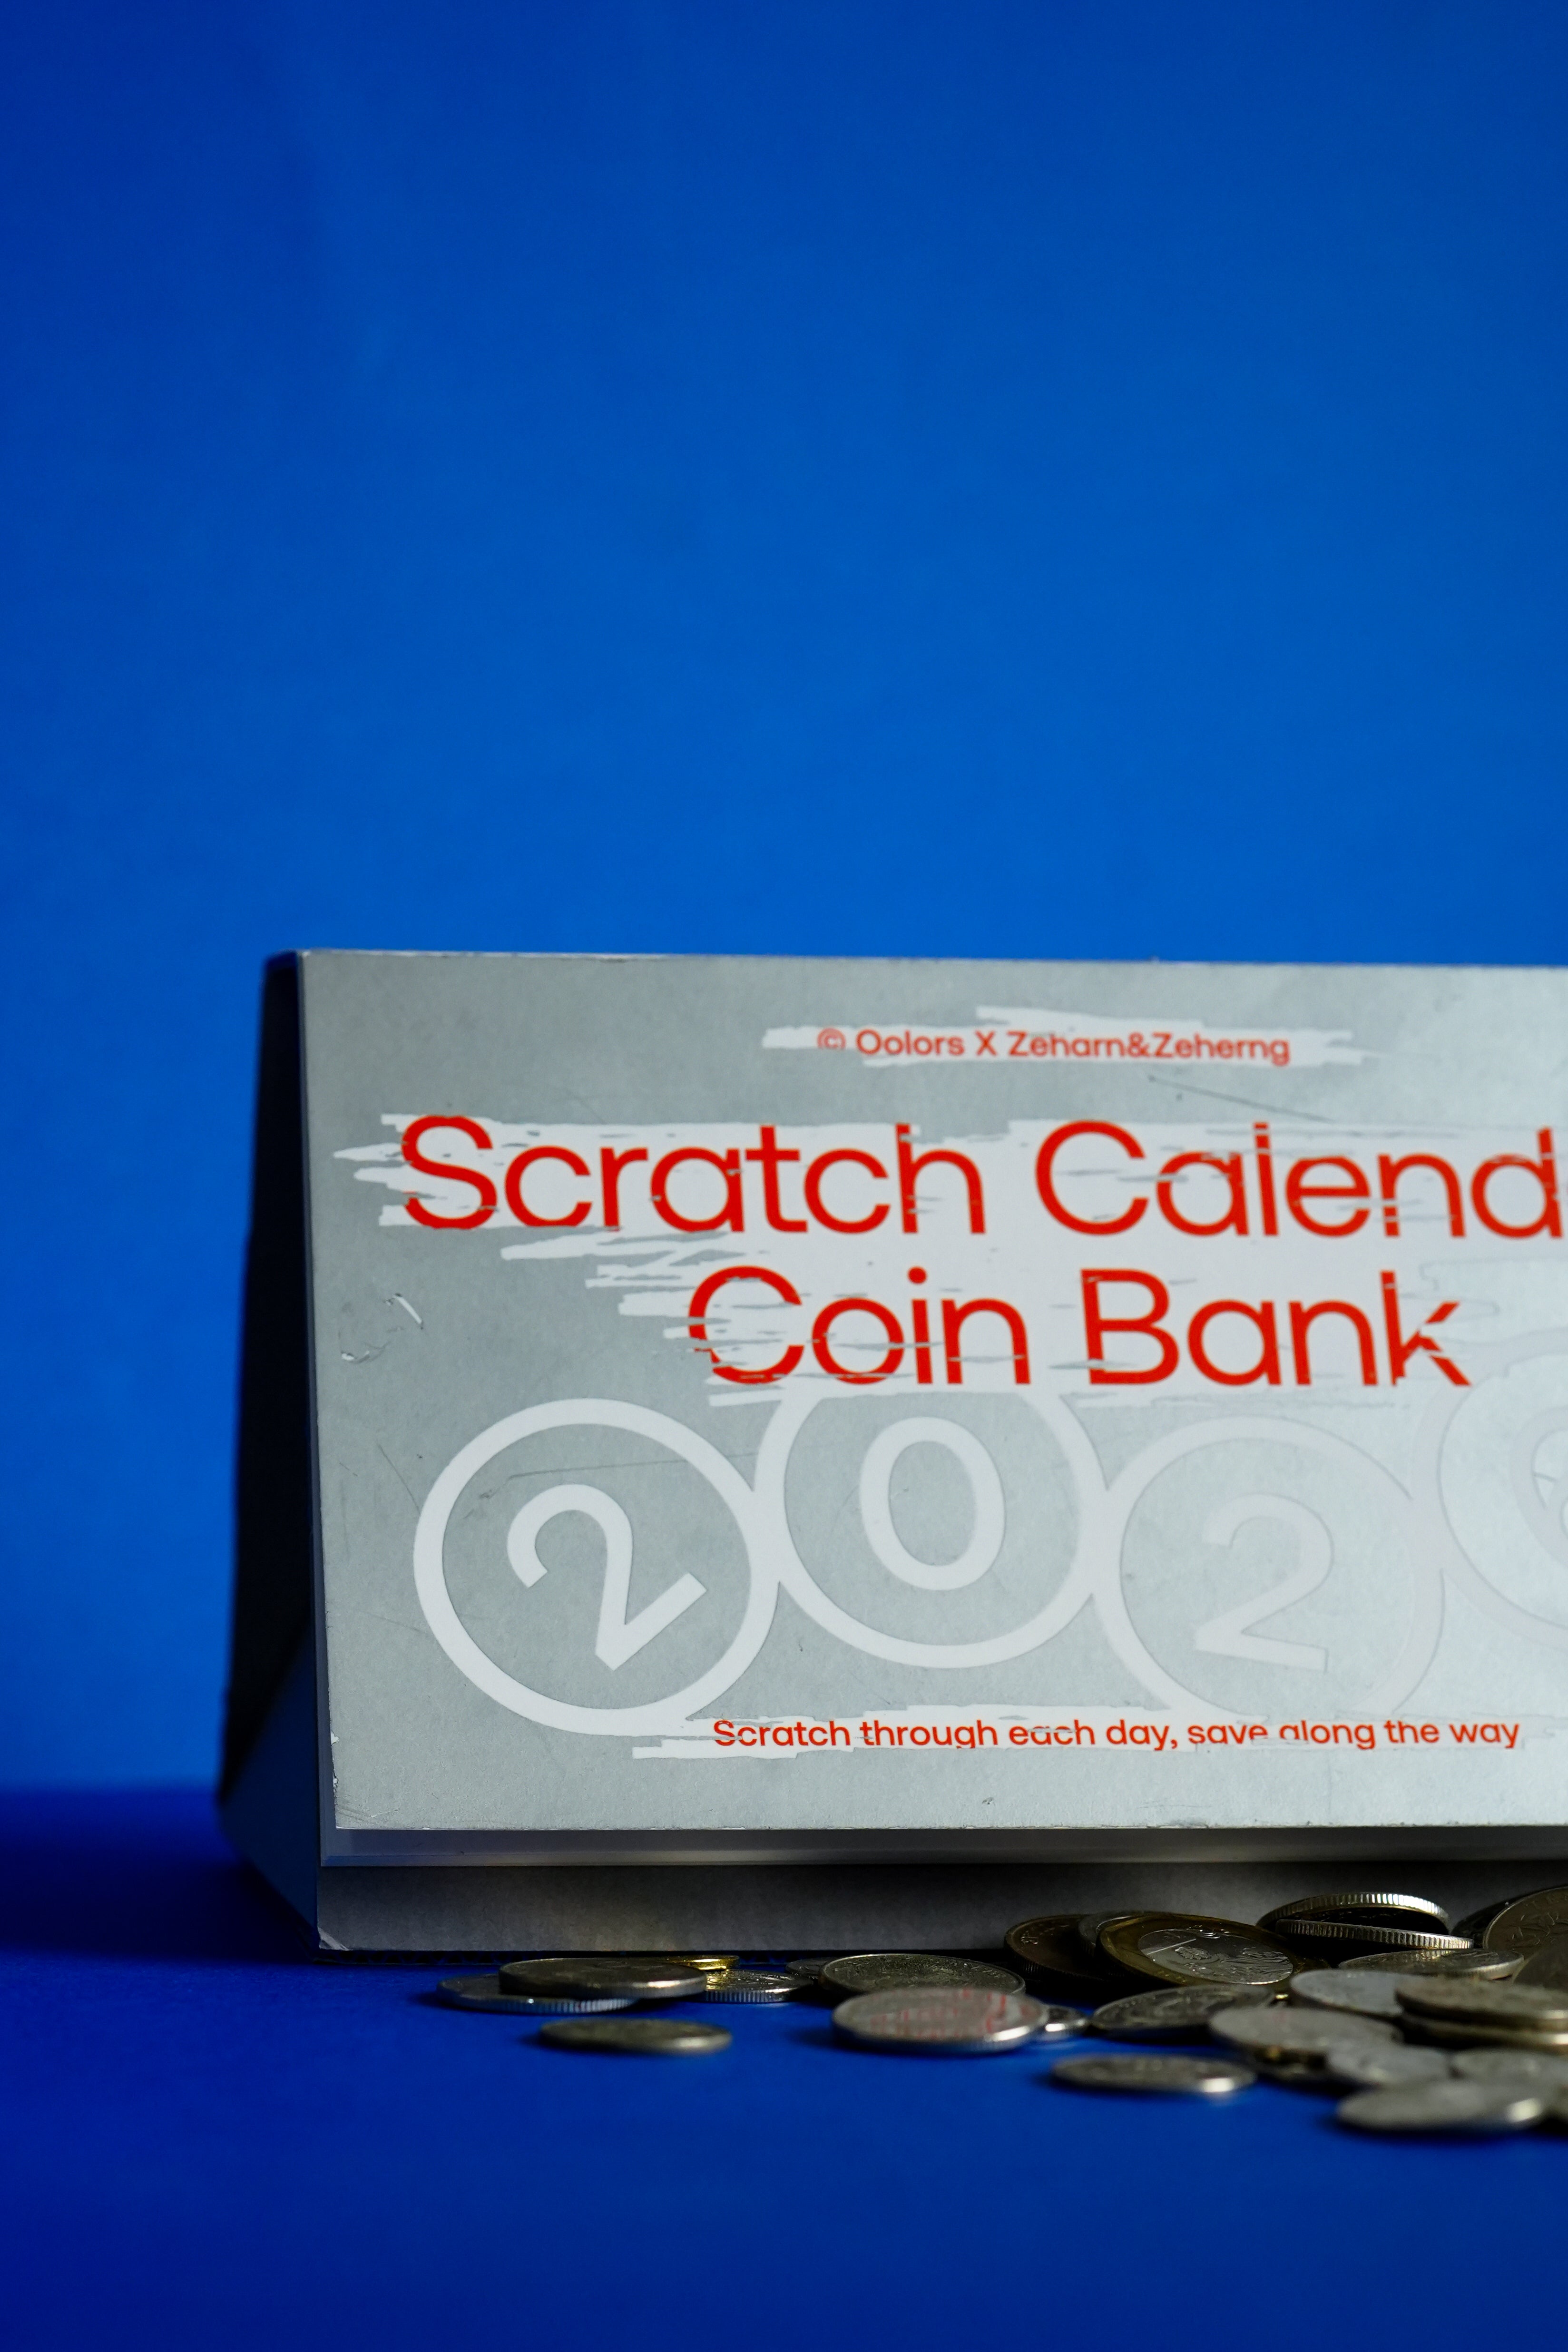 © Oolors X Zeharn&Zeherng
Scratch Calend
Coin Bank
202
Scratch through each day, save along the way